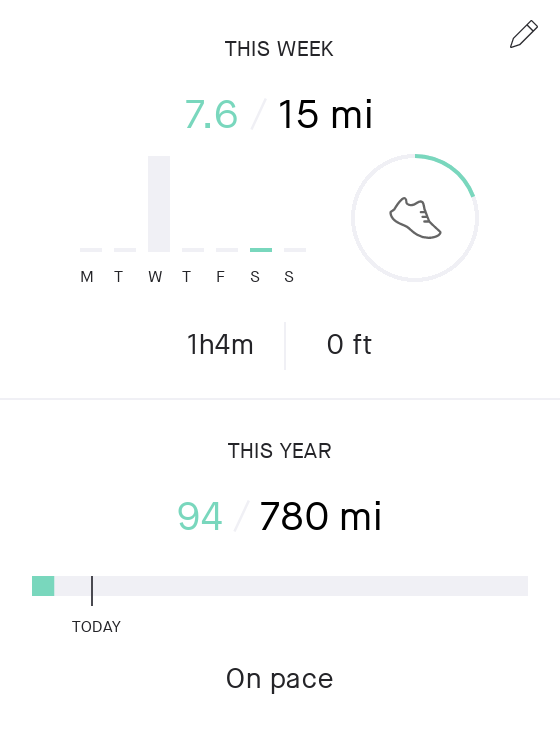 THIS WEEK
7.6 / 15 mi
M T W T F S S
1h4m 0 ft
THIS YEAR
94 / 780 mi
TODAY
On pace